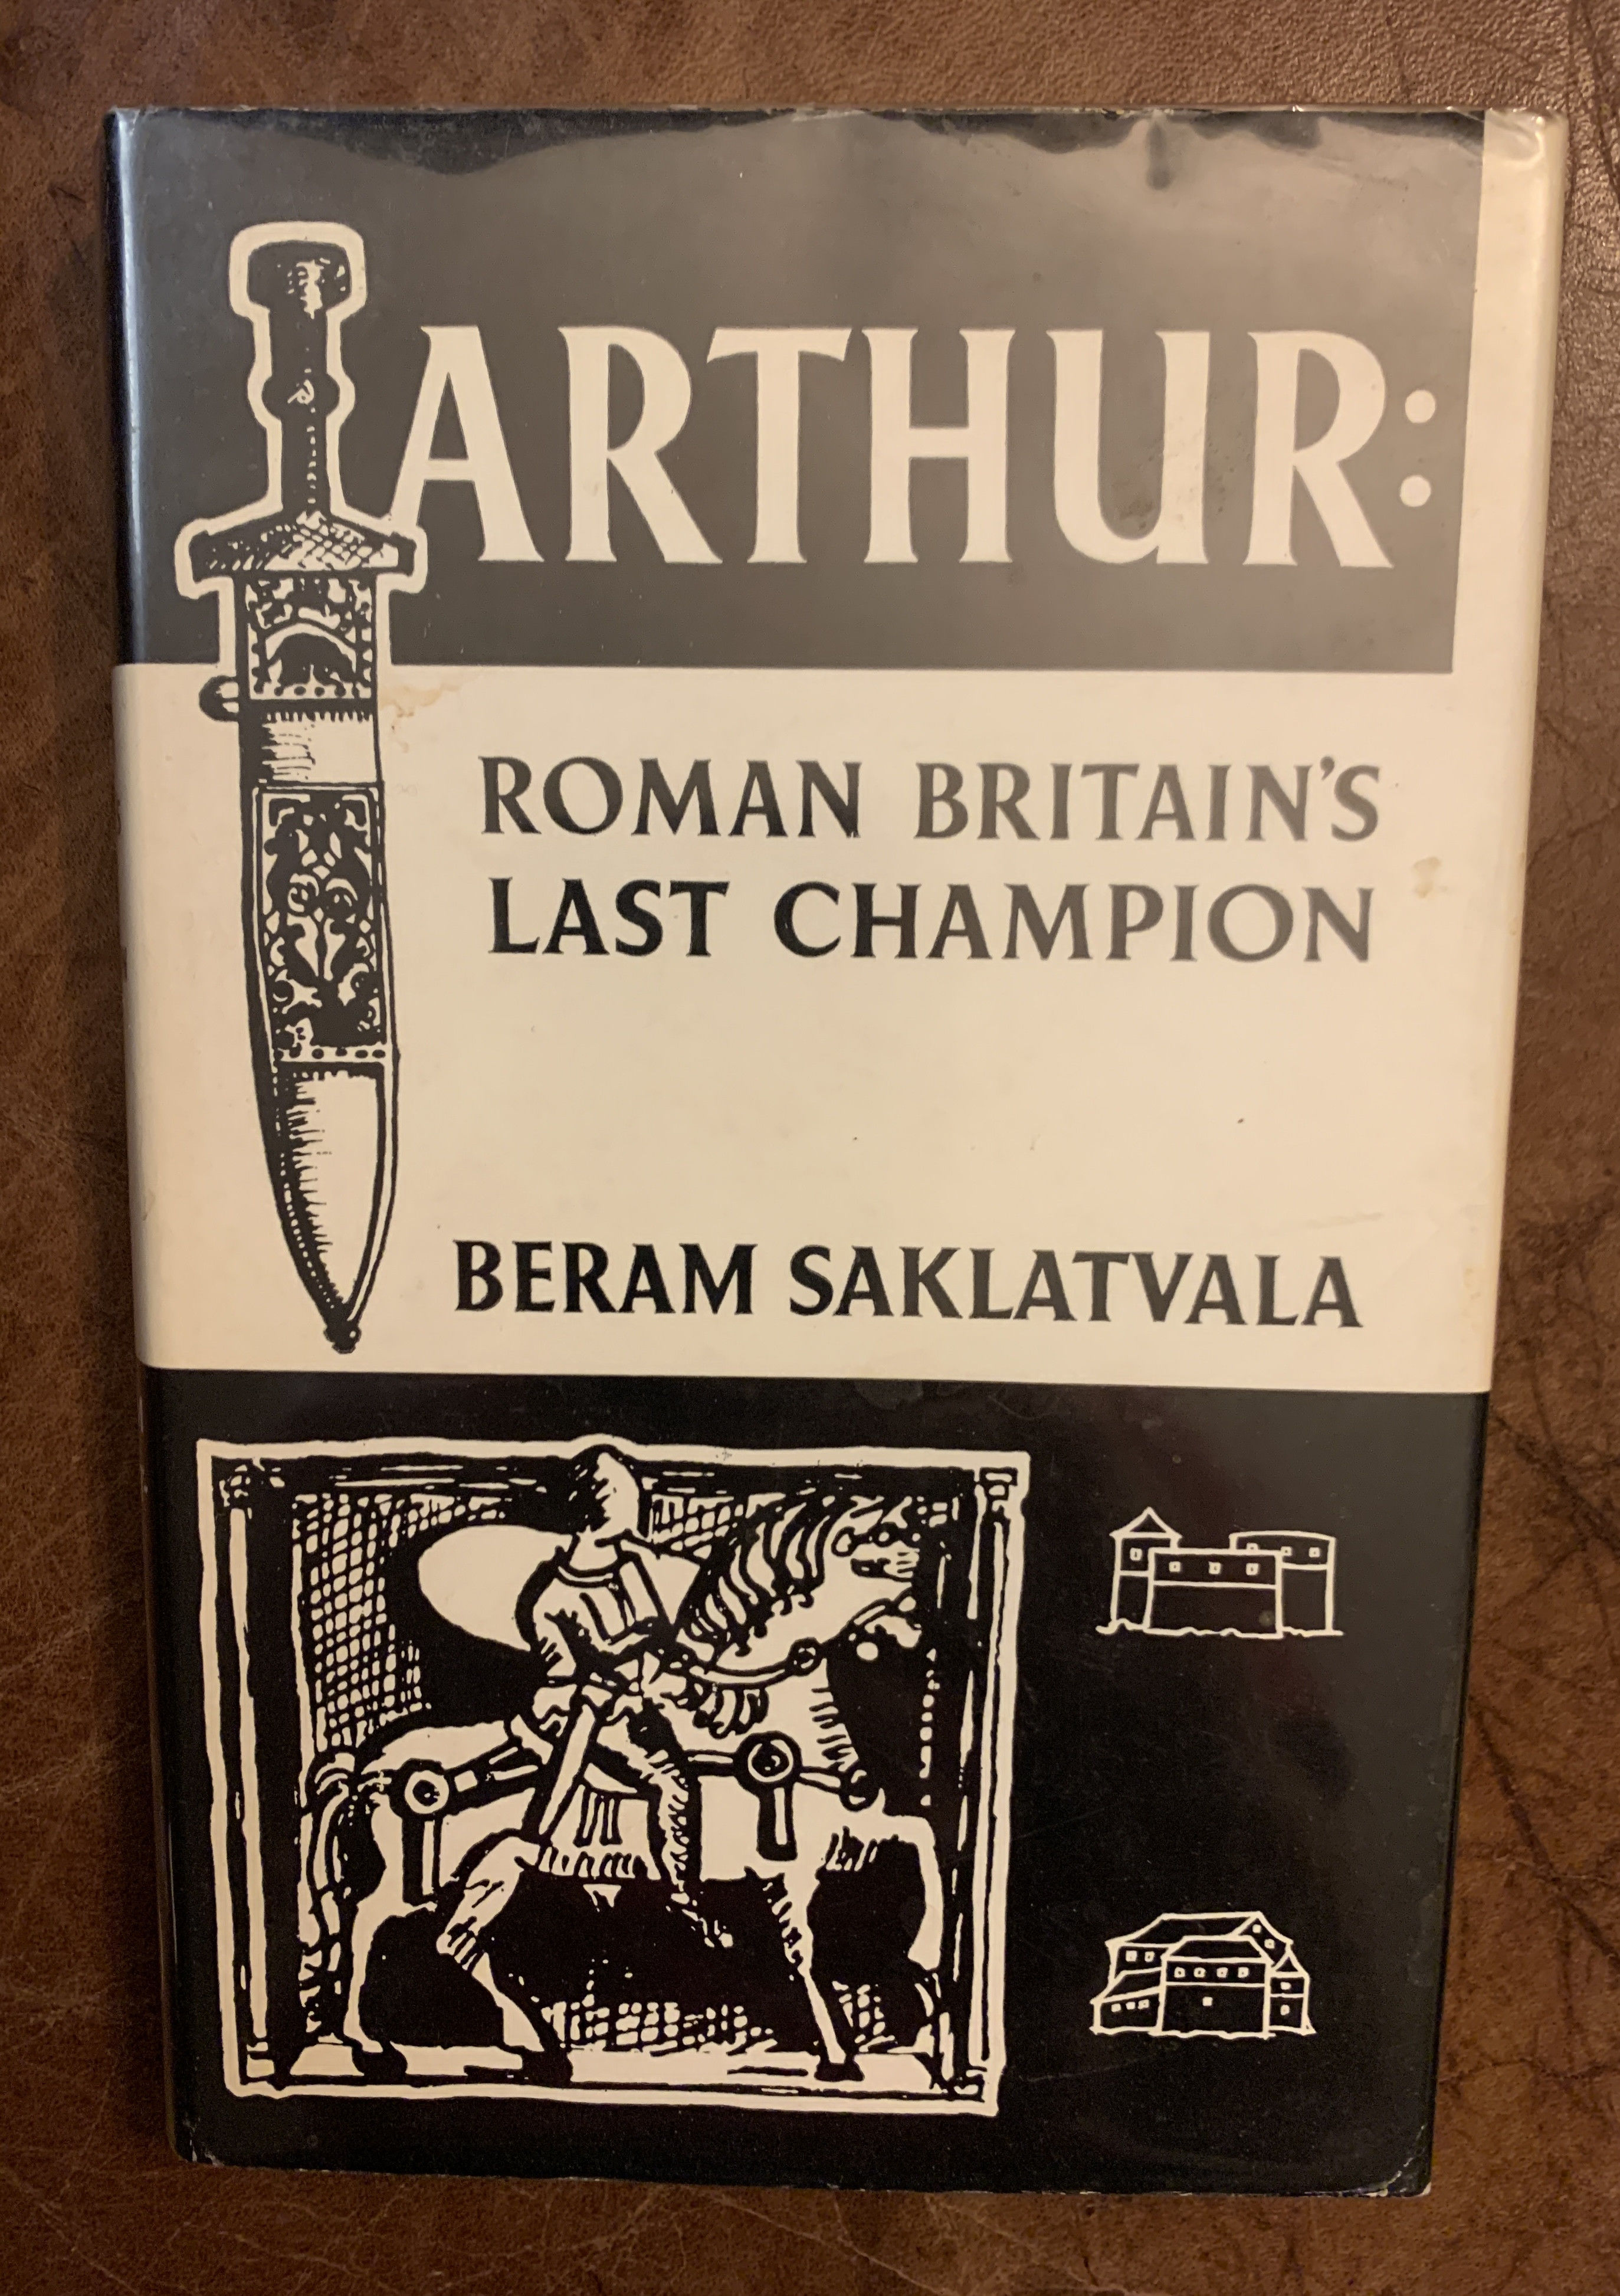 ARTHUR:
ROMAN BRITAIN'S
LAST CHAMPION
BERAM SAKLATVALA